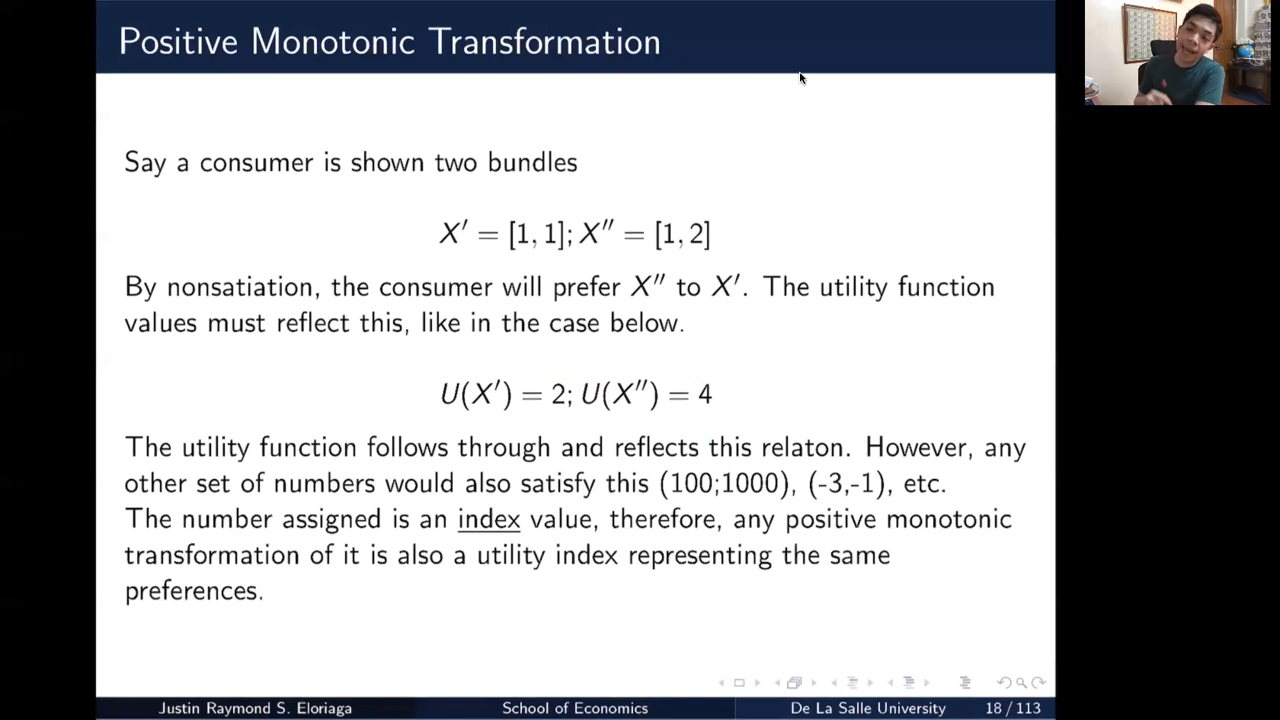 Positive Monotonic Transformation
Say a consumer is shown two bundles
X′ = [1, 1]; X″ = [1, 2]
By nonsatiation, the consumer will prefer X″ to X′. The utility function
values must reflect this, like in the case below.
U(X′) = 2; U(X″) = 4
The utility function follows through and reflects this relaton. However, any
other set of numbers would also satisfy this (100;1000), (-3,-1), etc.
The number assigned is an index value, therefore, any positive monotonic
transformation of it is also a utility index representing the same
preferences.
Justin Raymond S. Eloriaga School of Economics De La Salle University 18 / 113